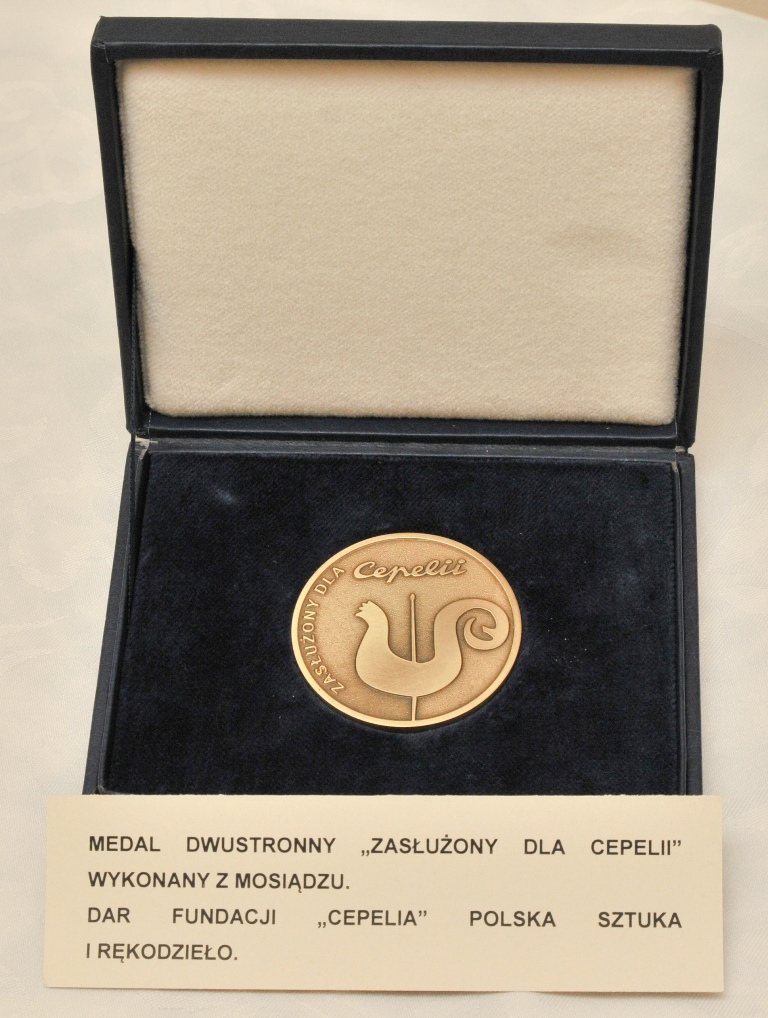 ZASŁUŻONY DLA Cepelii
MEDAL DWUSTRONNY „ZASŁUŻONY DLA CEPELII”
WYKONANY Z MOSIĄDZU.
DAR FUNDACJI „CEPELIA” POLSKA SZTUKA
I RĘKODZIEŁO.